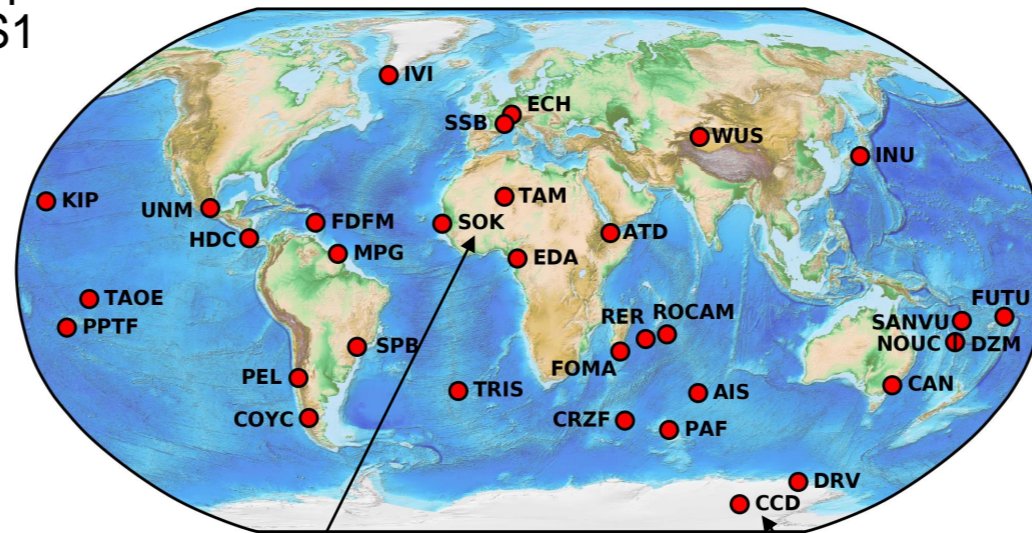 S1
IVI
ECH
SSB
WUS
INU
KIP
TAM
UNM
FDFM
SOK
HDC
ATD
MPG
EDA
TAOE
FUTU
PPTF
RER
ROCAM
SANVU
SPB
NOUC
DZM
FOMA
PEL
TRIS
AIS
CAN
COYC
CRZF
PAF
DRV
CCD